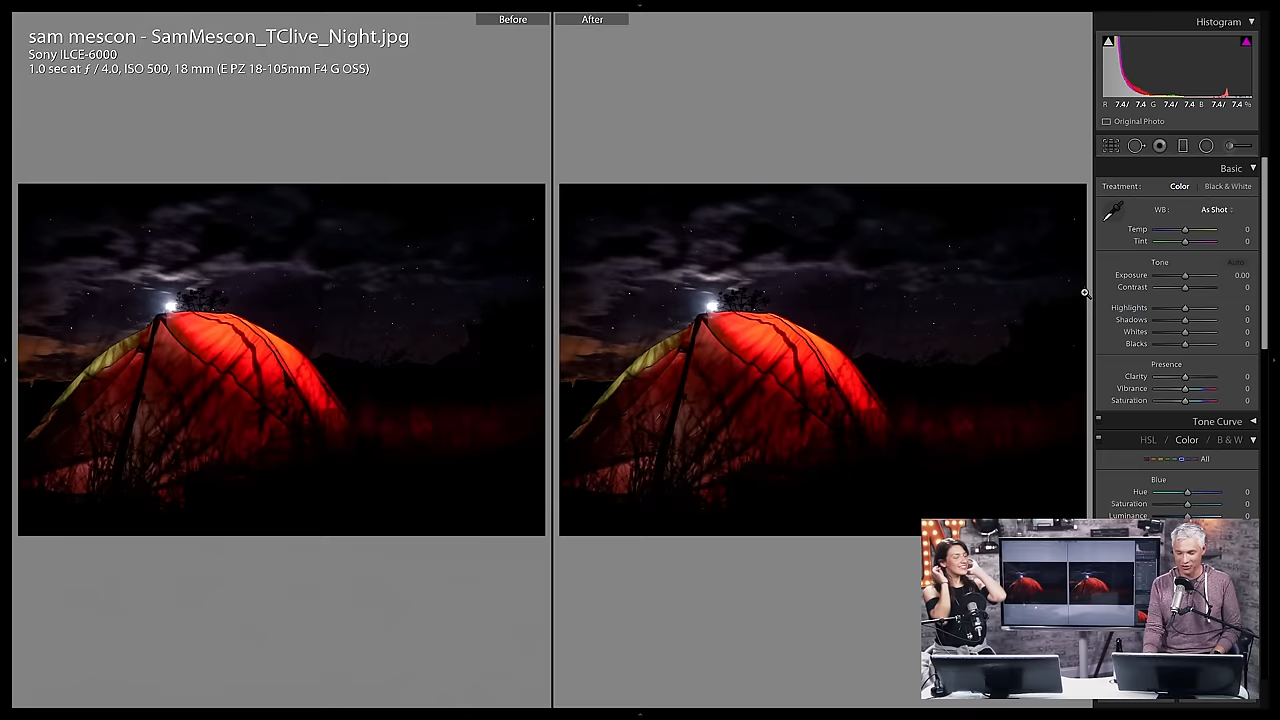 Before
After
sam mescon - SamMescon_TClive_Night.jpg
Sony ILCE-6000
1.0 sec at ƒ / 4.0, ISO 500, 18 mm (E PZ 18-105mm F4 G OSS)
Histogram
R 7.4/ 7.4 G 7.4/ 7.4 B 7.4/ 7.4 %
Original Photo
Basic
Treatment: Color Black & White
WB: As Shot
Temp 0
Tint 0
Tone Auto
Exposure 0.00
Contrast 0
Highlights 0
Shadows 0
Whites 0
Blacks 0
Presence
Clarity 0
Vibrance 0
Saturation 0
Tone Curve
HSL / Color / B & W
All
Blue
Hue 0
Saturation 0
Luminance 0